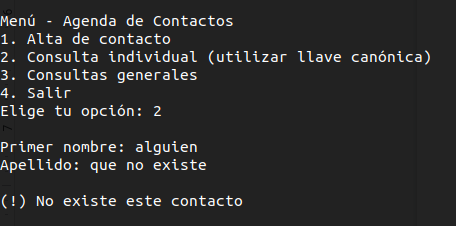 Menú - Agenda de Contactos
1. Alta de contacto
2. Consulta individual (utilizar llave canónica)
3. Consultas generales
4. Salir
Elige tu opción: 2
Primer nombre: alguien
Apellido: que no existe
(!) No existe este contacto